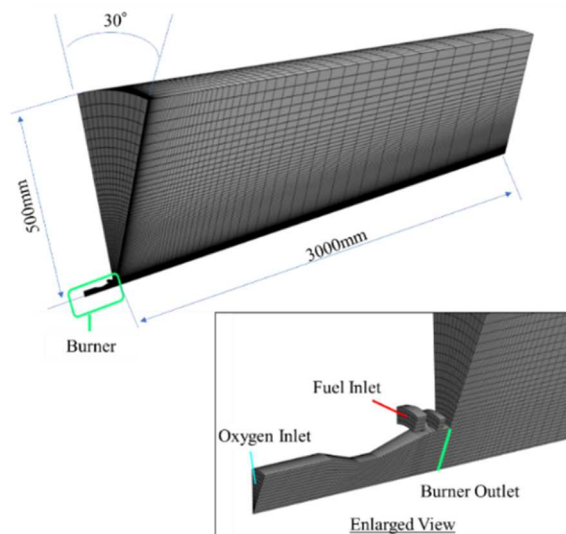 30°
500mm
3000mm
Burner
Fuel Inlet
Oxygen Inlet
Burner Outlet
Enlarged View